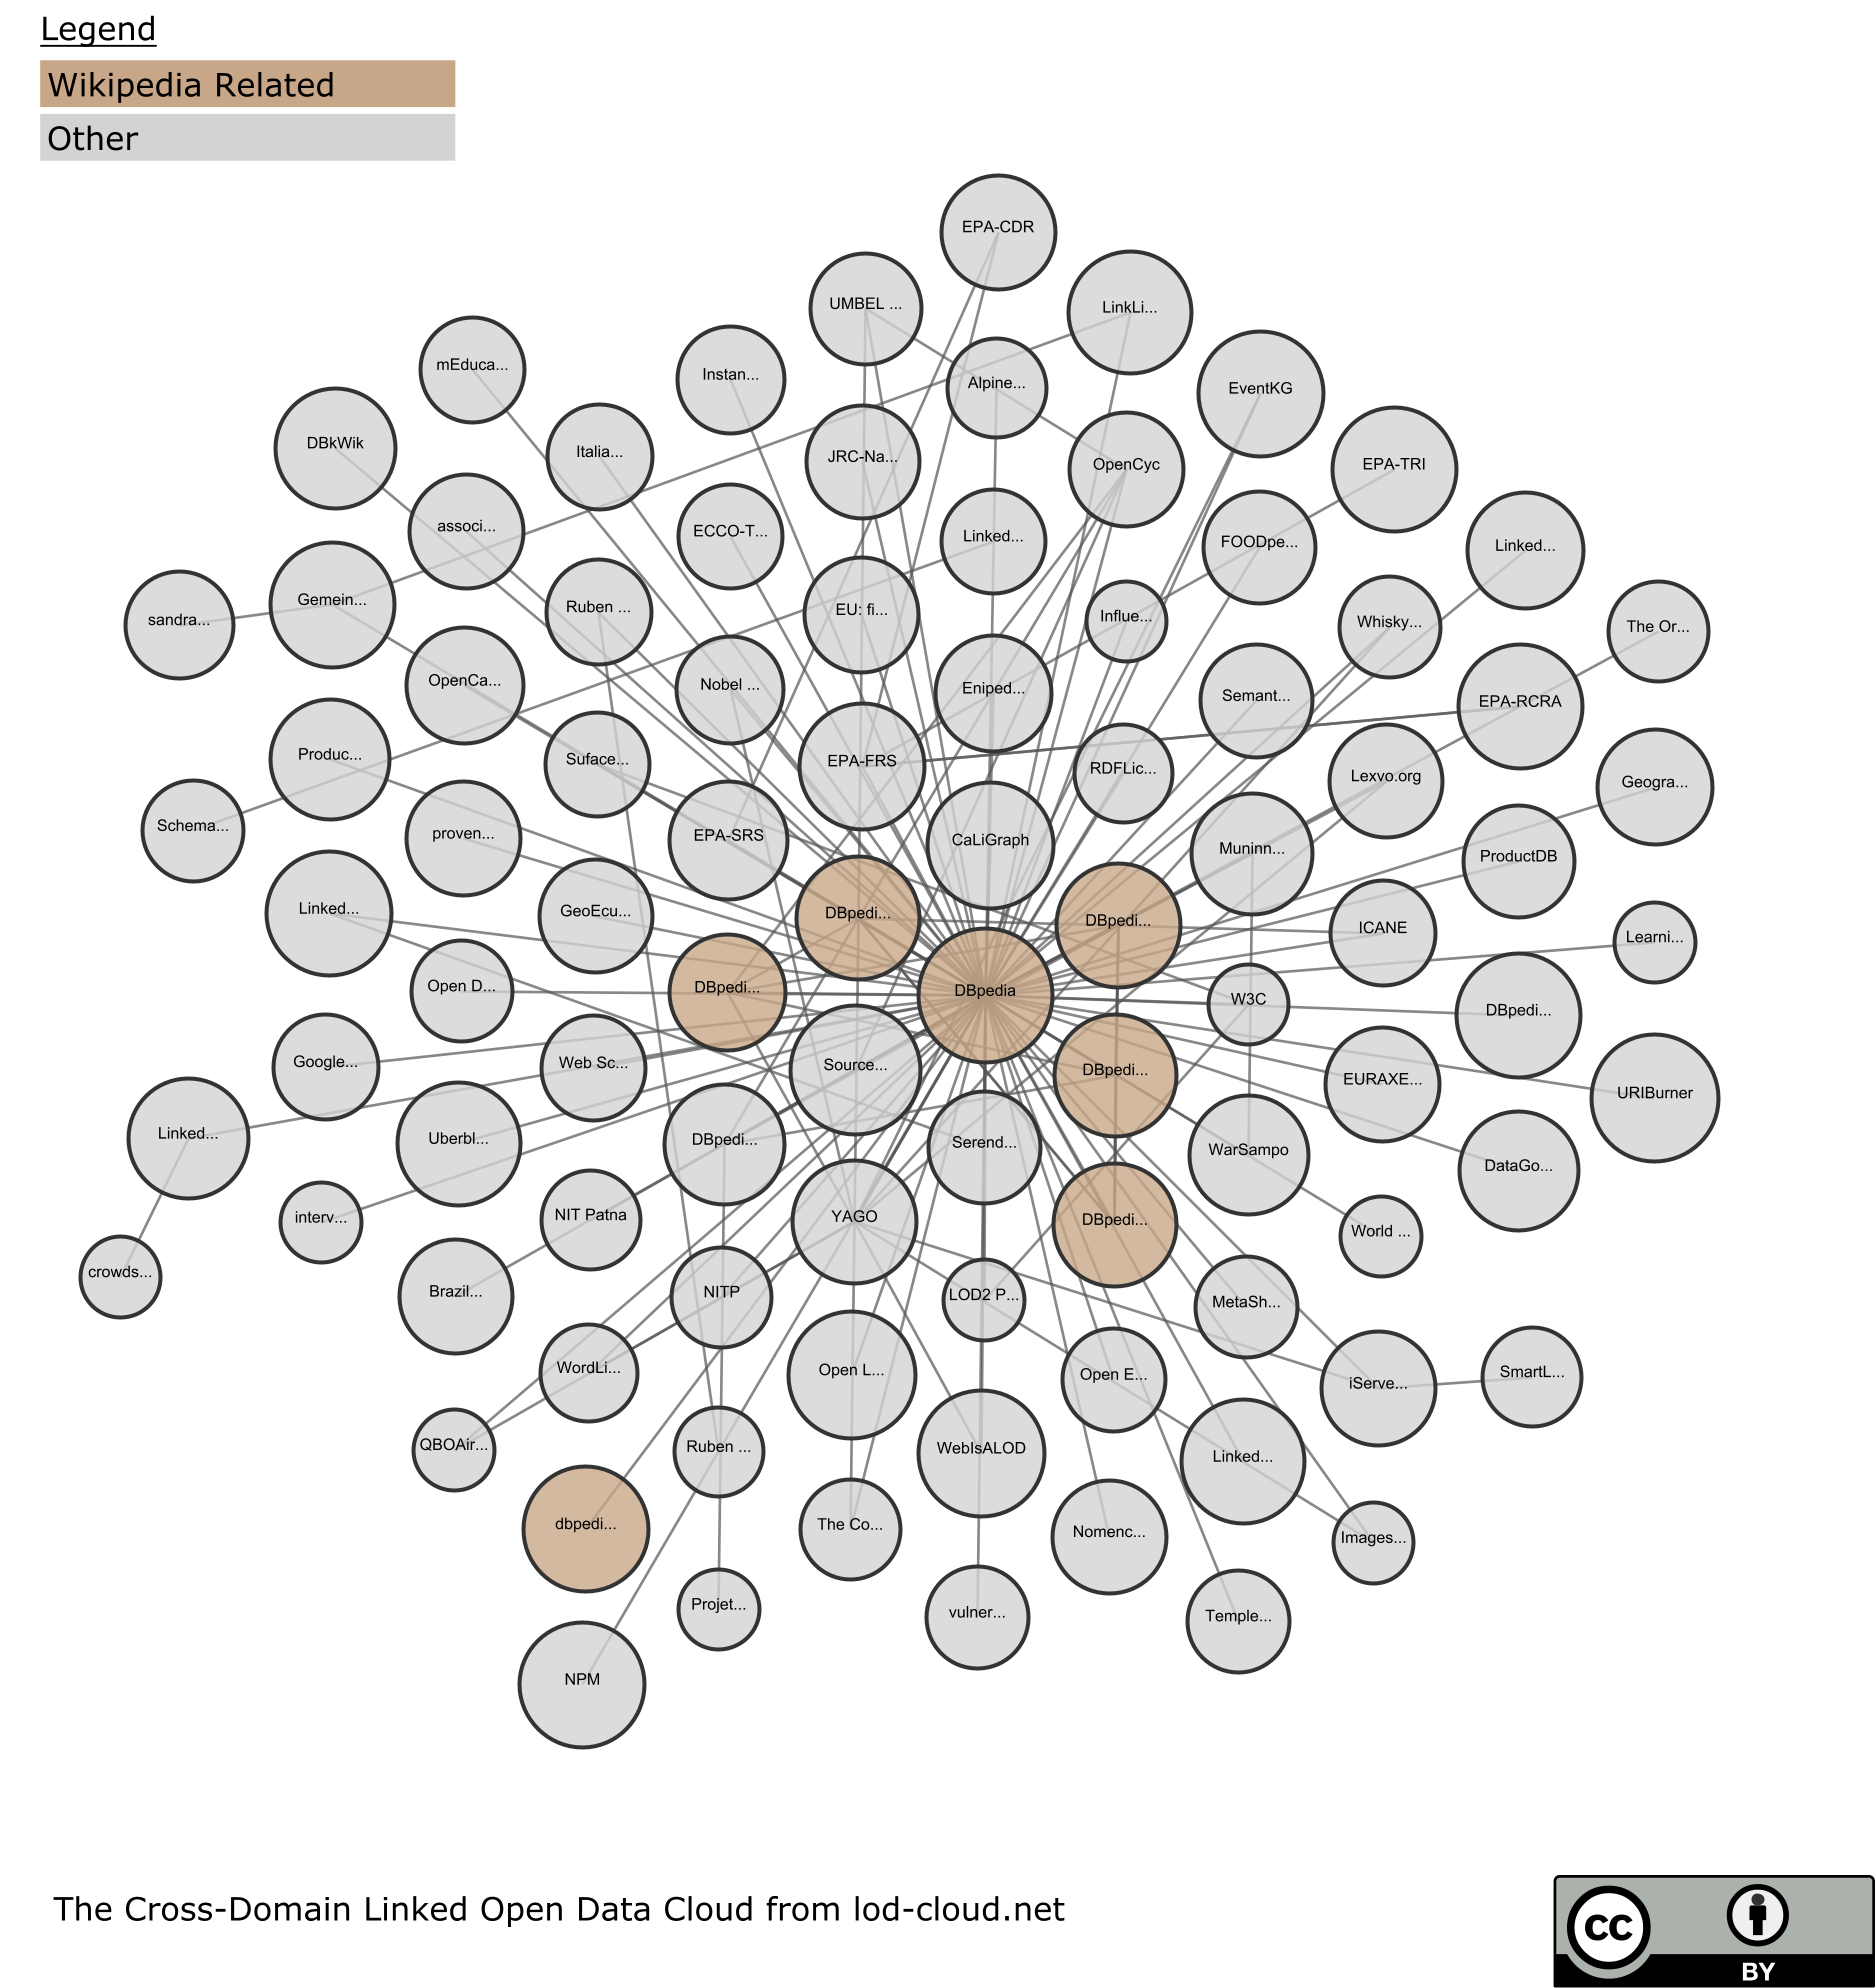 Legend
Wikipedia Related
Other
EPA-CDR
UMBEL ...
LinkLi...
mEduca...
Instan...
Alpine...
EventKG
DBkWik
Italia...
JRC-Na...
OpenCyc
EPA-TRI
associ...
ECCO-T...
Linked...
FOODpe...
Linked...
sandra...
Gemein...
Ruben ...
EU: fi...
Influe...
Whisky...
The Or...
OpenCa...
Nobel ...
Eniped...
Semant...
EPA-RCRA
Produc...
Suface...
EPA-FRS
RDFLic...
Lexvo.org
Geogra...
Schema...
proven...
EPA-SRS
CaLiGraph
Muninn...
ProductDB
Linked...
GeoEcu...
DBpedi...
DBpedi...
ICANE
Learni...
Open D...
DBpedi...
DBpedia
W3C
DBpedi...
Google...
Web Sc...
Source...
DBpedi...
EURAXE...
URIBurner
Linked...
Uberbl...
DBpedi...
Serend...
WarSampo
DataGo...
interv...
NIT Patna
YAGO
DBpedi...
World ...
crowds...
Brazil...
NITP
LOD2 P...
MetaSh...
WordLi...
Open L...
Open E...
iServe...
SmartL...
QBOAir...
Ruben ...
WebIsALOD
Linked...
dbpedi...
The Co...
Nomenc...
Images...
Projet...
vulner...
Temple...
NPM
The Cross-Domain Linked Open Data Cloud from lod-cloud.net
cc
BY